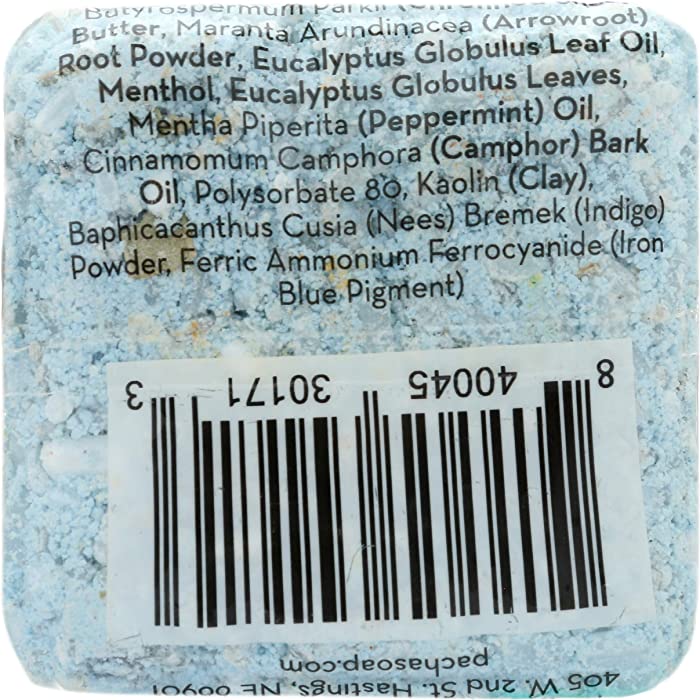 Butyrospermum Parkii
Butter, Maranta Arundinacea (Arrowroot)
Root Powder, Eucalyptus Globulus Leaf Oil,
Menthol, Eucalyptus Globulus Leaves,
Mentha Piperita (Peppermint) Oil,
Cinnamomum Camphora (Camphor) Bark
Oil, Polysorbate 80, Kaolin (Clay),
Baphicacanthus Cusia (Nees) Bremek (Indigo)
Powder, Ferric Ammonium Ferrocyanide (Iron
Blue Pigment)
8 40045 30171 3
pachasoap.com
405 W. 2nd St. Hastings, NE